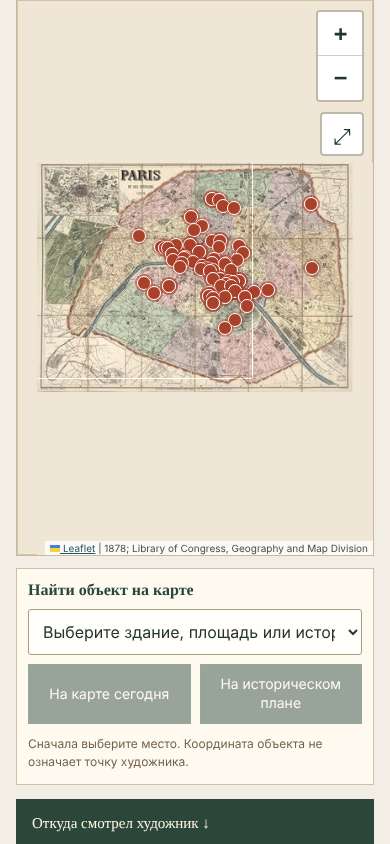 +
−
PARIS
Leaflet | 1878; Library of Congress, Geography and Map Division
Найти объект на карте
Выберите здание, площадь или истор
На карте сегодня
На историческом
плане
Сначала выберите место. Координата объекта не
означает точку художника.
Откуда смотрел художник ↓